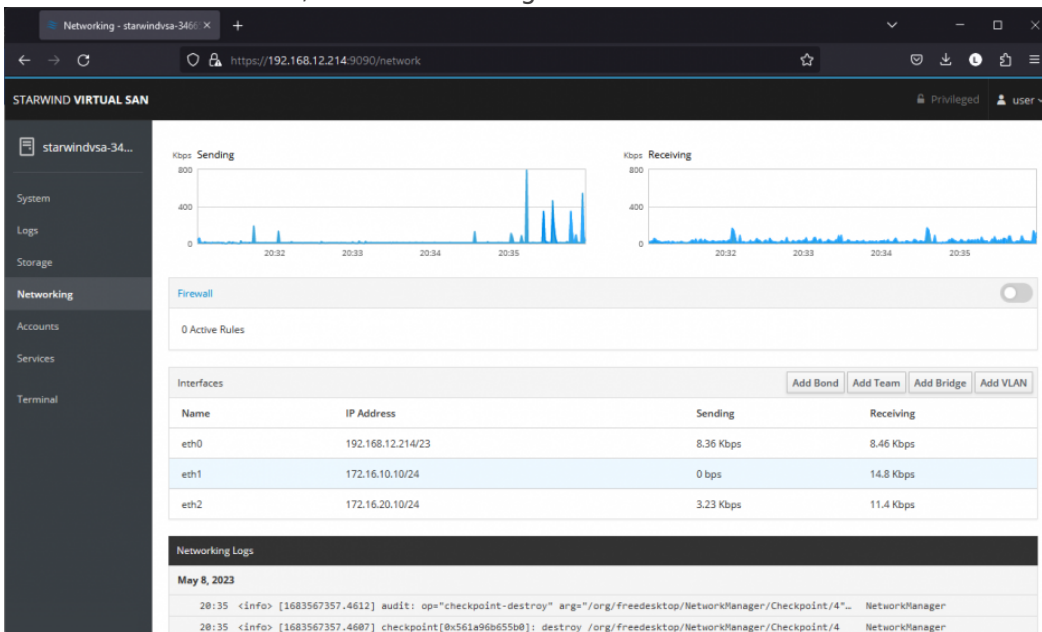 Networking - starwindvsa-3466
https://192.168.12.214:9090/network
STARWIND VIRTUAL SAN
Privileged
user
starwindvsa-34...
System
Logs
Storage
Networking
Accounts
Services
Terminal
Kbps Sending
800
400
0
20:32 20:33 20:34 20:35
Kbps Receiving
800
400
0
20:32 20:33 20:34 20:35
Firewall
0 Active Rules
Interfaces Add Bond Add Team Add Bridge Add VLAN
Name IP Address Sending Receiving
eth0 192.168.12.214/23 8.36 Kbps 8.46 Kbps
eth1 172.16.10.10/24 0 bps 14.8 Kbps
eth2 172.16.20.10/24 3.23 Kbps 11.4 Kbps
Networking Logs
May 8, 2023
20:35 <info> [1683567357.4612] audit: op="checkpoint-destroy" arg="/org/freedesktop/NetworkManager/Checkpoint/4"… NetworkManager
20:35 <info> [1683567357.4607] checkpoint[0x561a96b655b0]: destroy /org/freedesktop/NetworkManager/Checkpoint/4 NetworkManager